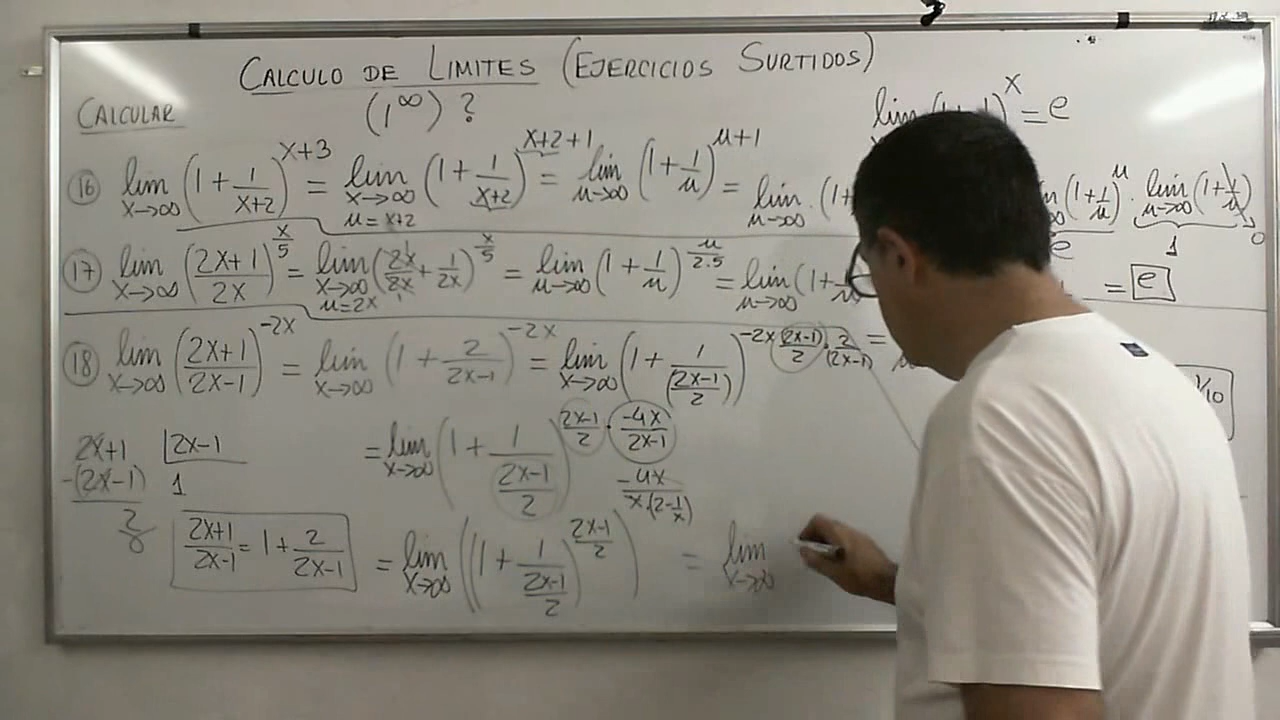 CALCULO DE LIMITES (EJERCICIOS SURTIDOS)
CALCULAR (1^∞) ?
lim ( )^x = e
(16) lim x→∞ (1 + 1/(x+2))^(x+3) = lim x→∞ (1 + 1/(x+2))^(x+2+1) = lim μ→∞ (1 + 1/μ)^(μ+1) = lim μ→∞ (1+ (1+1/μ)^μ · lim μ→∞ (1+1/μ)
μ = x+2 e 1 0
(17) lim x→∞ ((2x+1)/2x)^(x/5) = lim x→∞ (2x/2x + 1/2x)^(x/5) = lim μ→∞ (1 + 1/μ)^(μ/2.5) = lim μ→∞ (1+ = e
μ=2x
(18) lim x→∞ ((2x+1)/(2x-1))^(-2x) = lim x→∞ (1 + 2/(2x-1))^(-2x) = lim x→∞ (1 + 1/((2x-1)/2))^(-2x (2x-1)/2 · 2/(2x-1)) =
1/10
2x+1 |2x-1 = lim x→∞ (1 + 1/((2x-1)/2))^((2x-1)/2 · (-4x)/(2x-1))
-(2x-1) 1 -4x/(x·(2-1/x))
2
(2x+1)/(2x-1) = 1 + 2/(2x-1) = lim x→∞ ((1 + 1/((2x-1)/2))^((2x-1)/2)) = lim x→∞